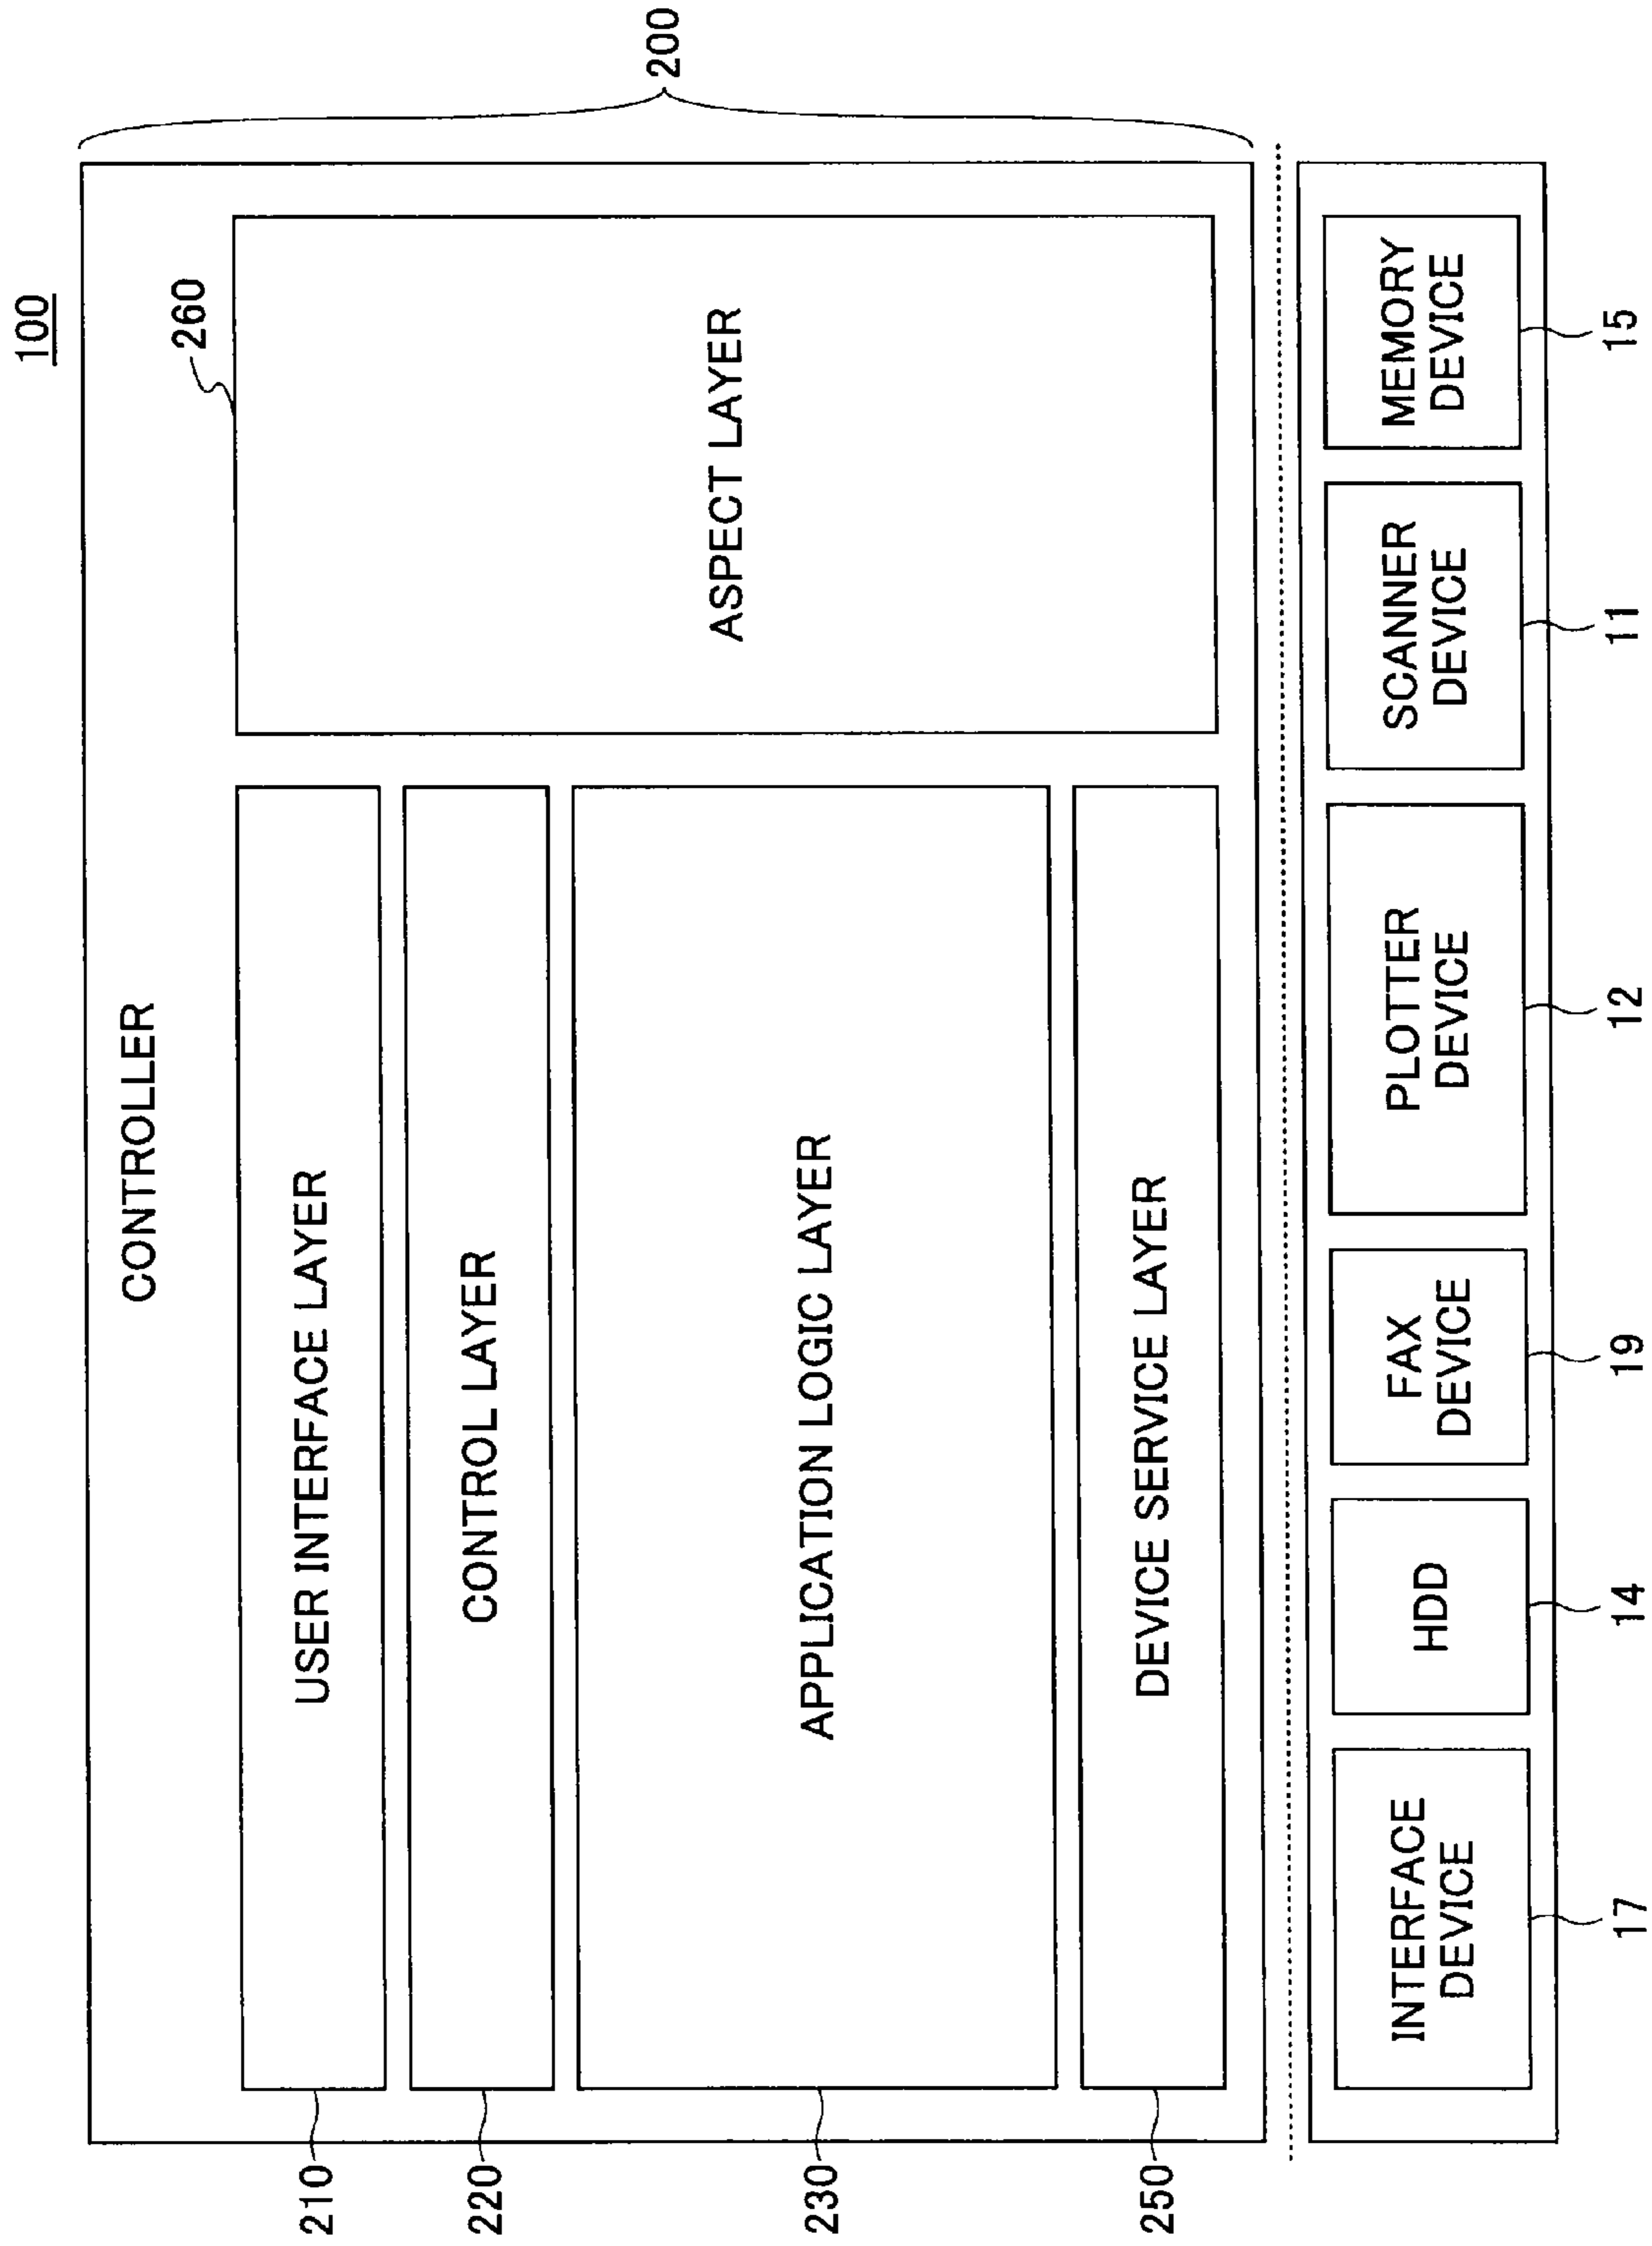 100
CONTROLLER
200
260
210
USER INTERFACE LAYER
ASPECT LAYER
220
CONTROL LAYER
230
APPLICATION LOGIC LAYER
250
DEVICE SERVICE LAYER
INTERFACE
DEVICE
HDD
FAX
DEVICE
PLOTTER
DEVICE
SCANNER
DEVICE
MEMORY
DEVICE
17
14
19
12
11
15